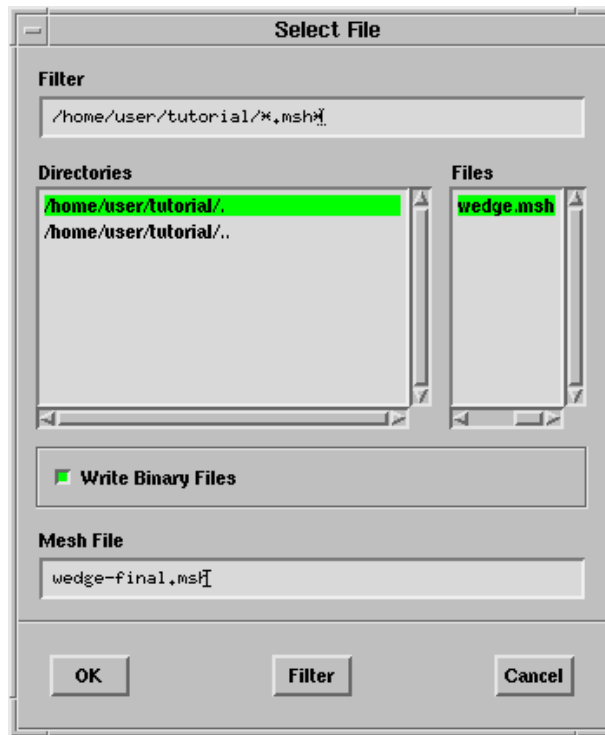 Select File
Filter
/home/user/tutorial/*.msh*
Directories
Files
/home/user/tutorial/.
wedge.msh
/home/user/tutorial/..
Write Binary Files
Mesh File
wedge-final.msh
OK
Filter
Cancel